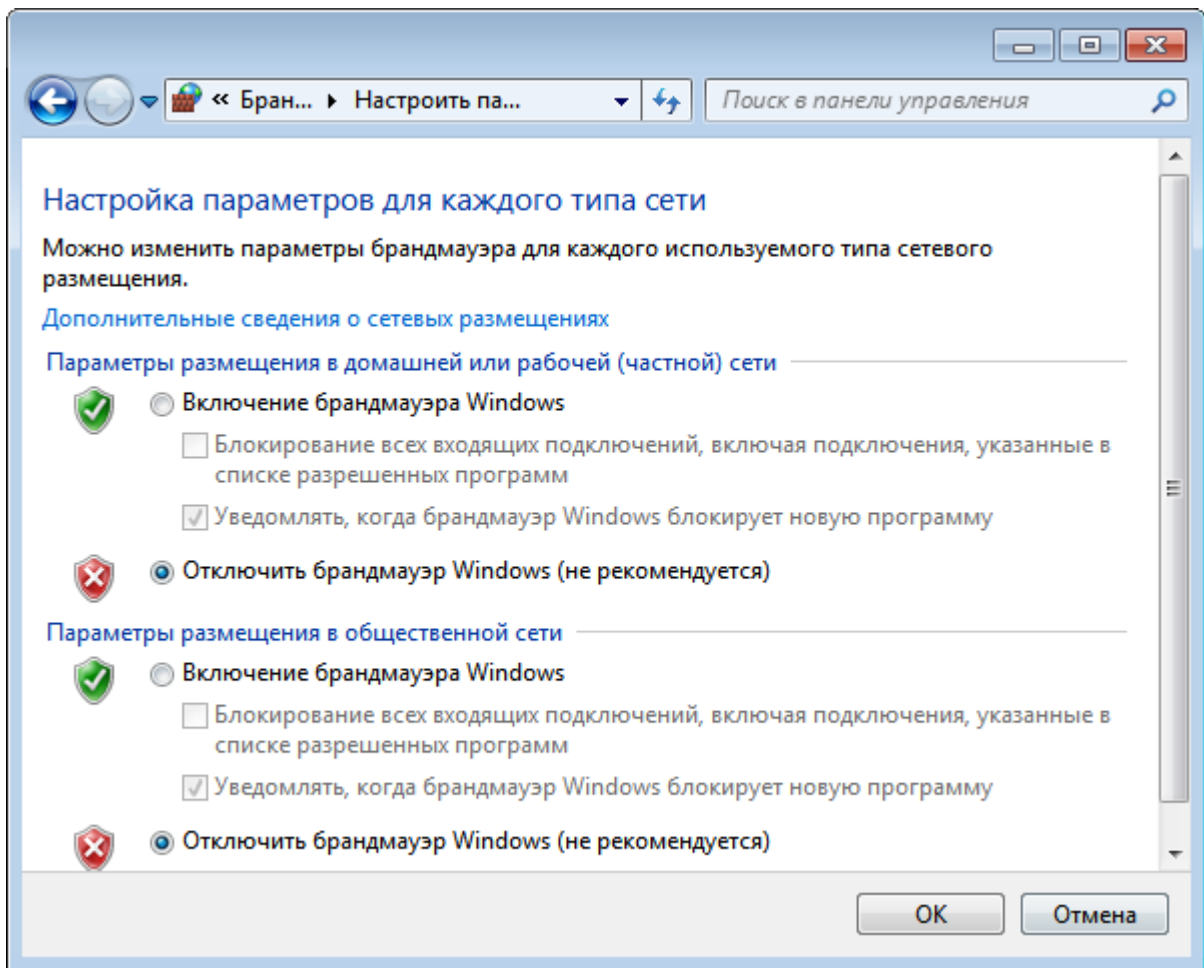 « Бран... Настроить па... Поиск в панели управления
Настройка параметров для каждого типа сети
Можно изменить параметры брандмауэра для каждого используемого типа сетевого
размещения.
Дополнительные сведения о сетевых размещениях
Параметры размещения в домашней или рабочей (частной) сети
Включение брандмауэра Windows
Блокирование всех входящих подключений, включая подключения, указанные в
списке разрешенных программ
Уведомлять, когда брандмауэр Windows блокирует новую программу
Отключить брандмауэр Windows (не рекомендуется)
Параметры размещения в общественной сети
Включение брандмауэра Windows
Блокирование всех входящих подключений, включая подключения, указанные в
списке разрешенных программ
Уведомлять, когда брандмауэр Windows блокирует новую программу
Отключить брандмауэр Windows (не рекомендуется)
ОК Отмена